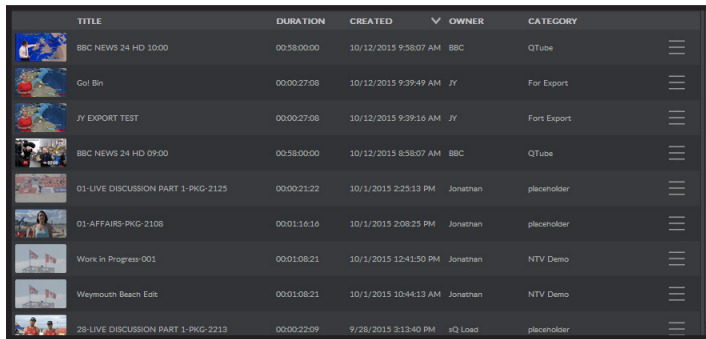 TITLE DURATION CREATED OWNER CATEGORY
BBC NEWS 24 HD 10:00 00:58:00:00 10/12/2015 9:58:07 AM BBC QTube
Go! Bin 00:00:27:08 10/12/2015 9:39:49 AM JY For Export
JY EXPORT TEST 00:00:27:08 10/12/2015 9:39:16 AM JY Fort Export
BBC NEWS 24 HD 09:00 00:58:00:00 10/12/2015 8:58:07 AM BBC QTube
01-LIVE DISCUSSION PART 1-PKG-2125 00:00:21:22 10/1/2015 2:25:13 PM Jonathan placeholder
01-AFFAIRS-PKG-2108 00:01:16:16 10/1/2015 2:08:25 PM Jonathan placeholder
Work in Progress-001 00:01:08:21 10/1/2015 12:41:50 PM Jonathan NTV Demo
Weymouth Beach Edit 00:01:08:21 10/1/2015 10:44:13 AM Jonathan NTV Demo
28-LIVE DISCUSSION PART 1-PKG-2213 00:00:22:09 9/28/2015 3:13:40 PM sQ Load placeholder